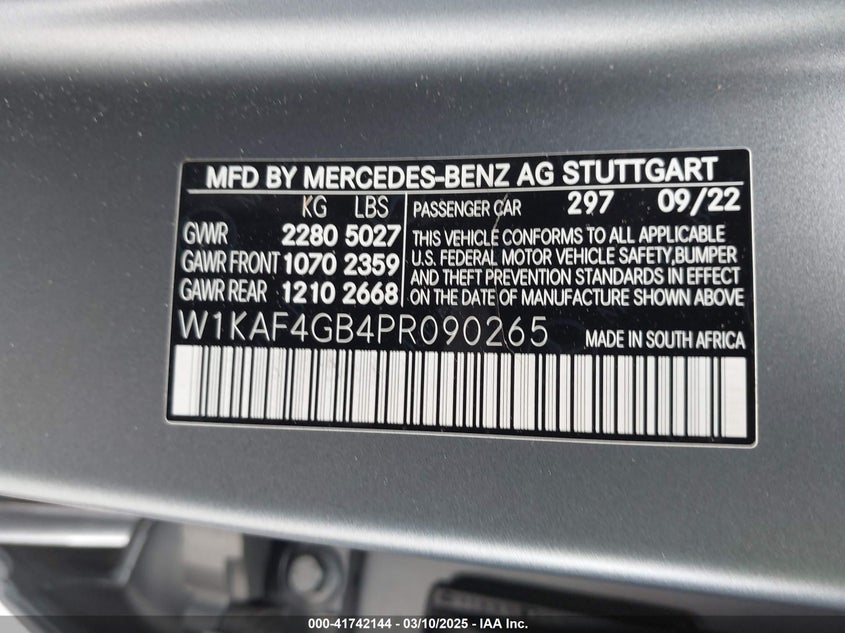 MFD BY MERCEDES-BENZ AG STUTTGART
KG LBS PASSENGER CAR 297 09/22
GVWR 2280 5027 THIS VEHICLE CONFORMS TO ALL APPLICABLE
GAWR FRONT 1070 2359 U.S. FEDERAL MOTOR VEHICLE SAFETY,BUMPER
AND THEFT PREVENTION STANDARDS IN EFFECT
GAWR REAR 1210 2668 ON THE DATE OF MANUFACTURE SHOWN ABOVE
W1KAF4GB4PR090265 MADE IN SOUTH AFRICA
000-41742144 — 03/10/2025 — IAA Inc.